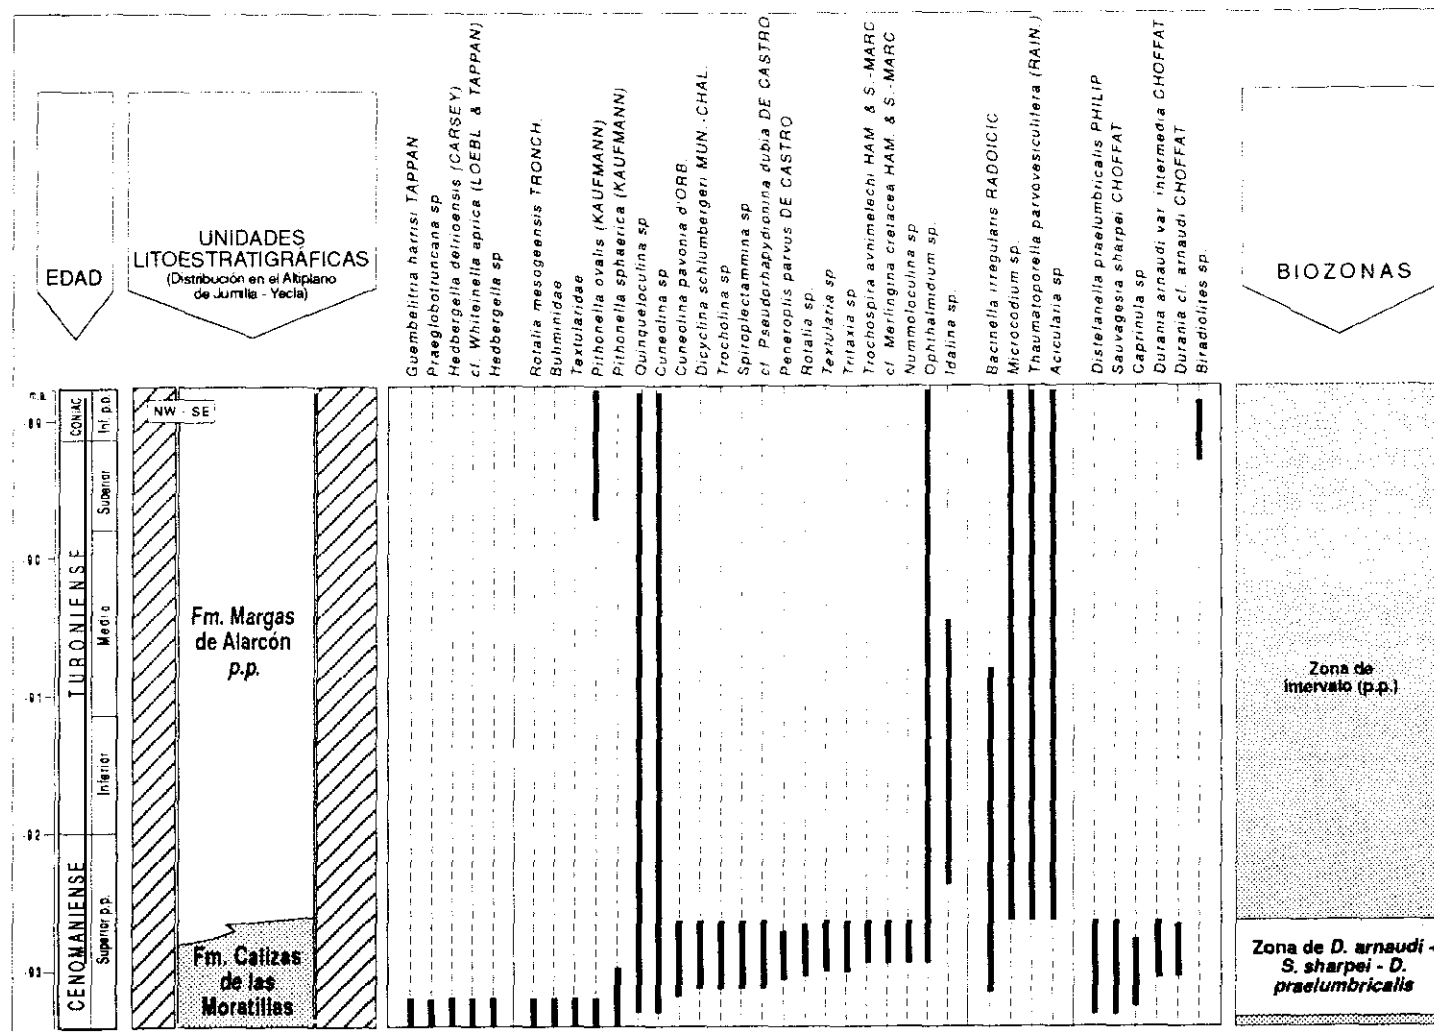 EDAD
UNIDADES
LITOESTRATIGRÁFICAS
(Distribución en el Altiplano
de Jumilla - Yecla)
Guembelitria harrisi TAPPAN
Praeglobotruncana sp
Hedbergella delrioensis (CARSEY)
cf. Whiteinella aprica (LOEBL & TAPPAN)
Hedbergella sp
Rotalia mesogeensis TRONCH.
Buliminidae
Textularidae
Pithonella ovalis (KAUFMANN)
Pithonella sphaerica (KAUFMANN)
Quinqueloculina sp
Cuneolina sp
Cuneolina pavonia d'ORB.
Dicyclina schlumbergeri MUN.-CHAL.
Trocholina sp
Spiroplectammina sp
cf Pseudorhapydionina dubia DE CASTRO
Peneroplis parvus DE CASTRO
Rotalia sp.
Textularia sp
Tritaxia sp
Trochospira avnimelechi HAM. & S.-MARC
cf. Merlingina cretacea HAM. & S.-MARC
Nummoloculina sp
Ophthalmidium sp.
Idalina sp.
Bacinella irregularis RADOICIC
Microcodium sp.
Thaumatoporella parvovesiculifera (RAIN.)
Acicularia sp
Distefanella praelumbricalis PHILIP
Sauvagesia sharpei CHOFFAT
Caprinula sp
Durania arnaudi var intermedia CHOFFAT
Durania cf. arnaudi CHOFFAT
Biradiolites sp.
BIOZONAS
m.a.
CONIAC
Inf. p.p.
NW - SE
89
Superior
90
TURONIENSE
Medio
Fm. Margas
de Alarcón
p.p.
Zona de
intervalo (p.p.)
91
Inferior
92
CENOMANIENSE
Superior p.p.
93
Fm. Calizas
de las
Moratillas
Zona de D. arnaudi -
S. sharpei - D.
praelumbricalis